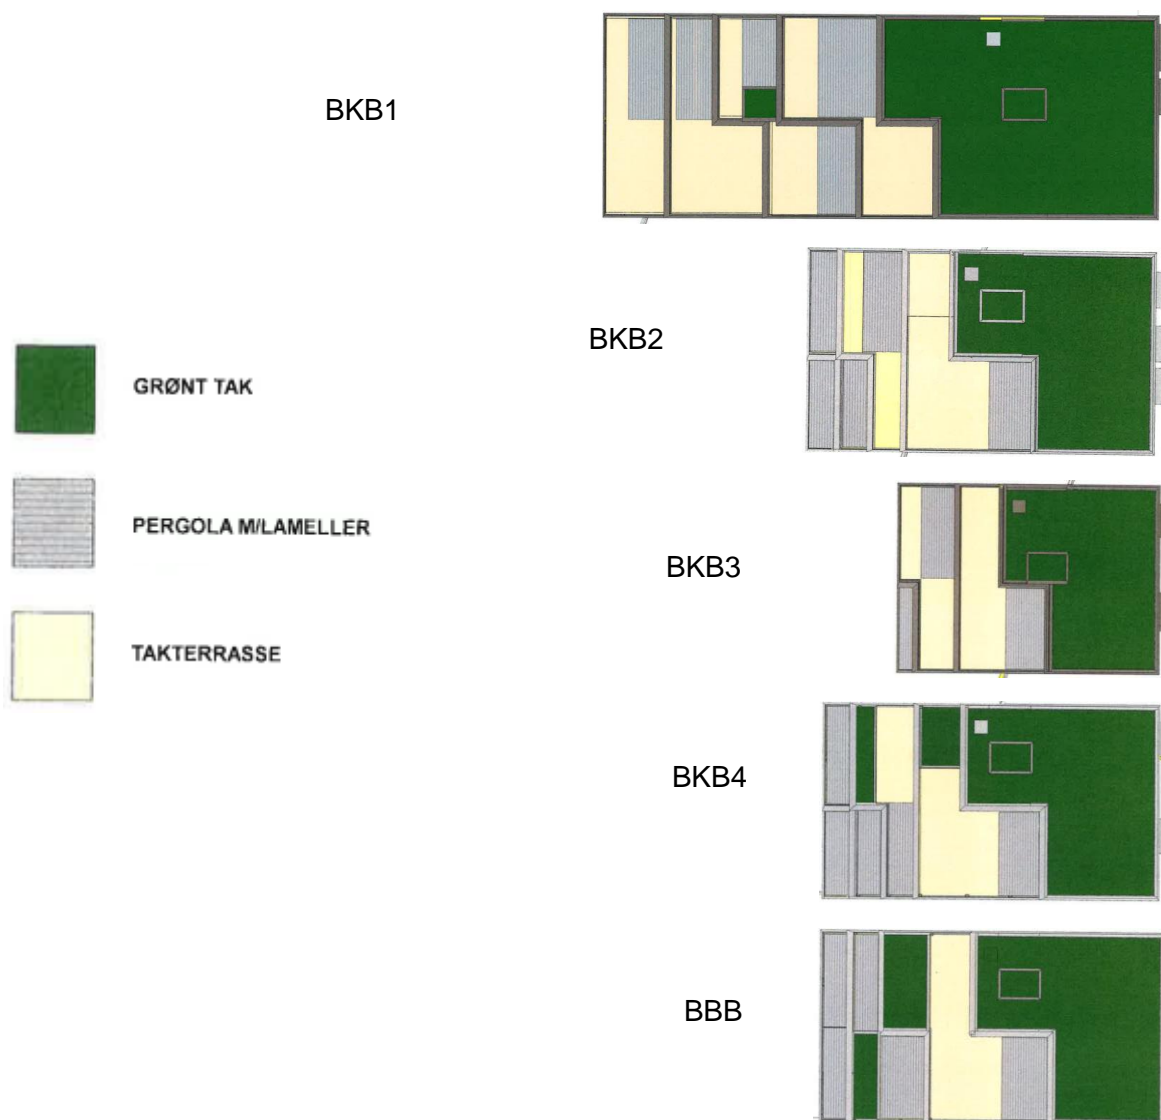 BKB1
BKB2
GRØNT TAK
PERGOLA M/LAMELLER
BKB3
TAKTERRASSE
BKB4
BBB